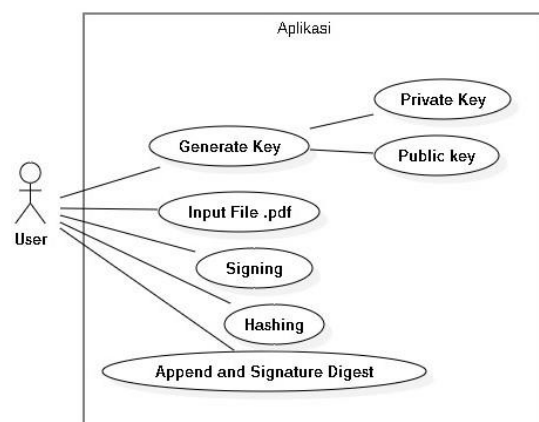 Aplikasi
Private Key
Generate Key
Public key
Input File .pdf
User
Signing
Hashing
Append and Signature Digest